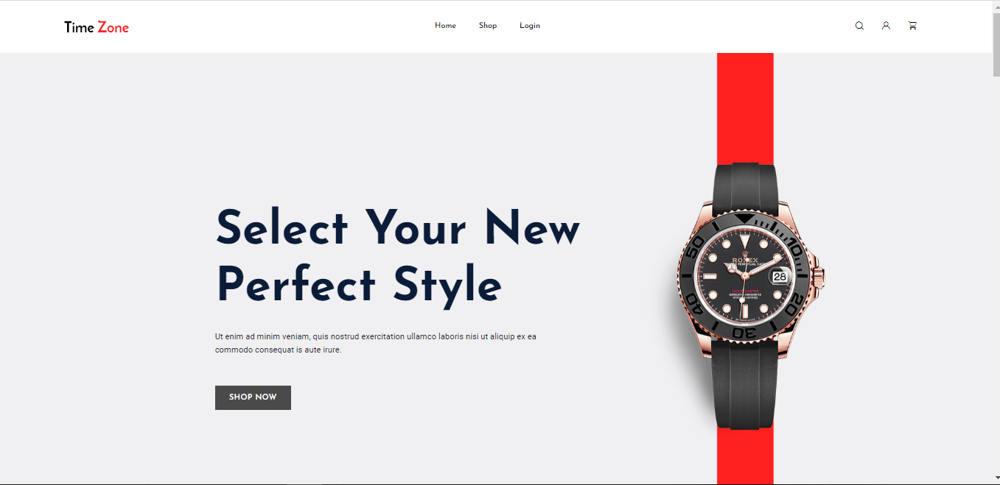 Time Zone
Home
Shop
Login
Select Your New
Perfect Style
Ut enim ad minim veniam, quis nostrud exercitation ullamco laboris nisi ut aliquip ex ea
commodo consequat is aute irure.
SHOP NOW
ROLEX
28
10
20
30
40
50